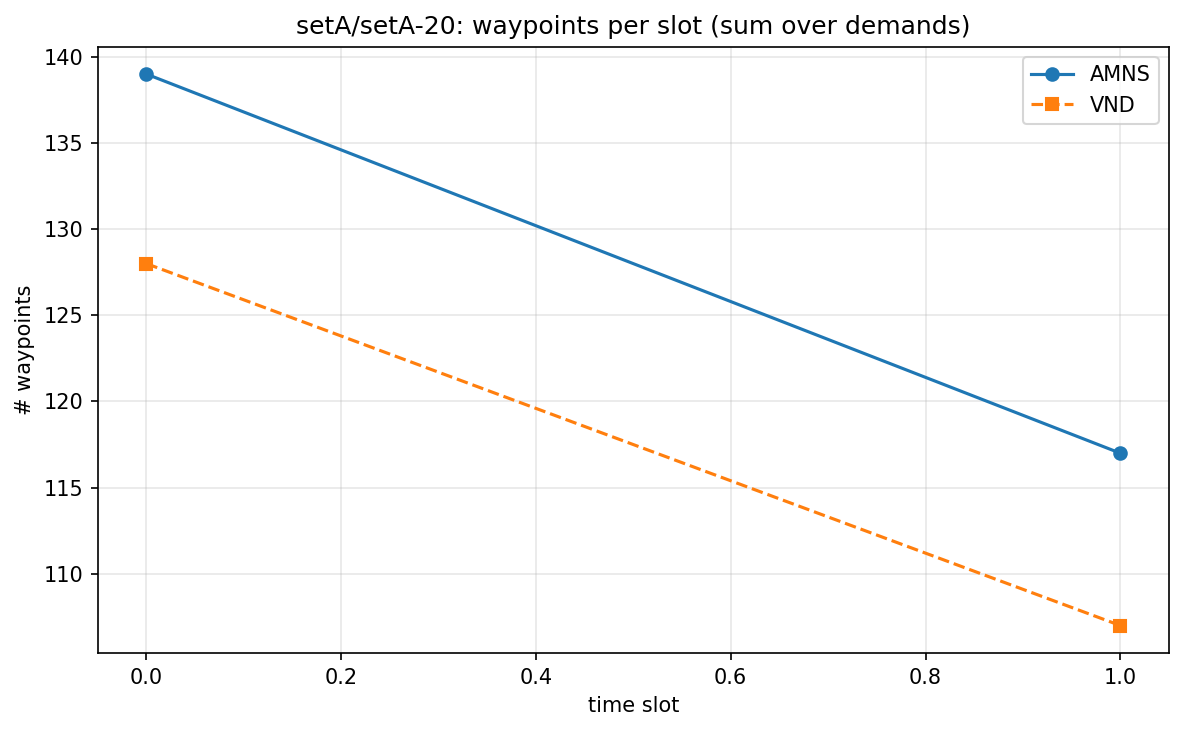 setA/setA-20: waypoints per slot (sum over demands)
AMNS
VND
# waypoints
140
135
130
125
120
115
110
0.0 0.2 0.4 0.6 0.8 1.0
time slot